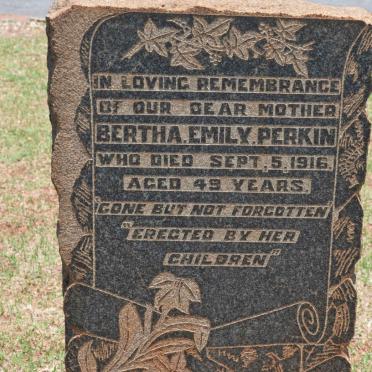 IN LOVING REMEMBRANCE
OF OUR DEAR MOTHER
BERTHA. EMILY. PERKIN
WHO DIED SEPT. 5. 1916.
AGED 49 YEARS.
"GONE BUT NOT FORGOTTEN
"ERECTED BY HER
CHILDREN"